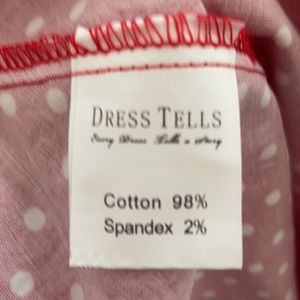 DRESS TELLS
Every Dress Tells a Story
Cotton 98%
Spandex 2%